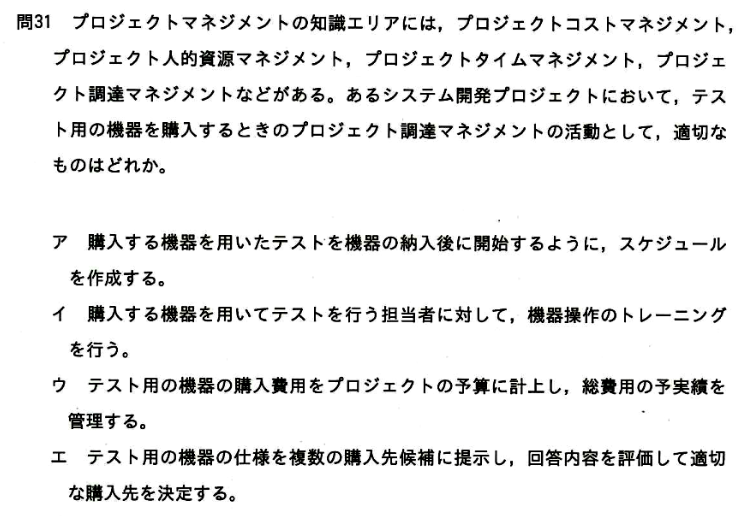 問31 プロジェクトマネジメントの知識エリアには，プロジェクトコストマネジメント，
プロジェクト人的資源マネジメント，プロジェクトタイムマネジメント，プロジェ
クト調達マネジメントなどがある。あるシステム開発プロジェクトにおいて，テス
ト用の機器を購入するときのプロジェクト調達マネジメントの活動として，適切な
ものはどれか。
ア 購入する機器を用いたテストを機器の納入後に開始するように，スケジュール
を作成する。
イ 購入する機器を用いてテストを行う担当者に対して，機器操作のトレーニング
を行う。
ウ テスト用の機器の購入費用をプロジェクトの予算に計上し，総費用の予実績を
管理する。
エ テスト用の機器の仕様を複数の購入先候補に提示し，回答内容を評価して適切
な購入先を決定する。